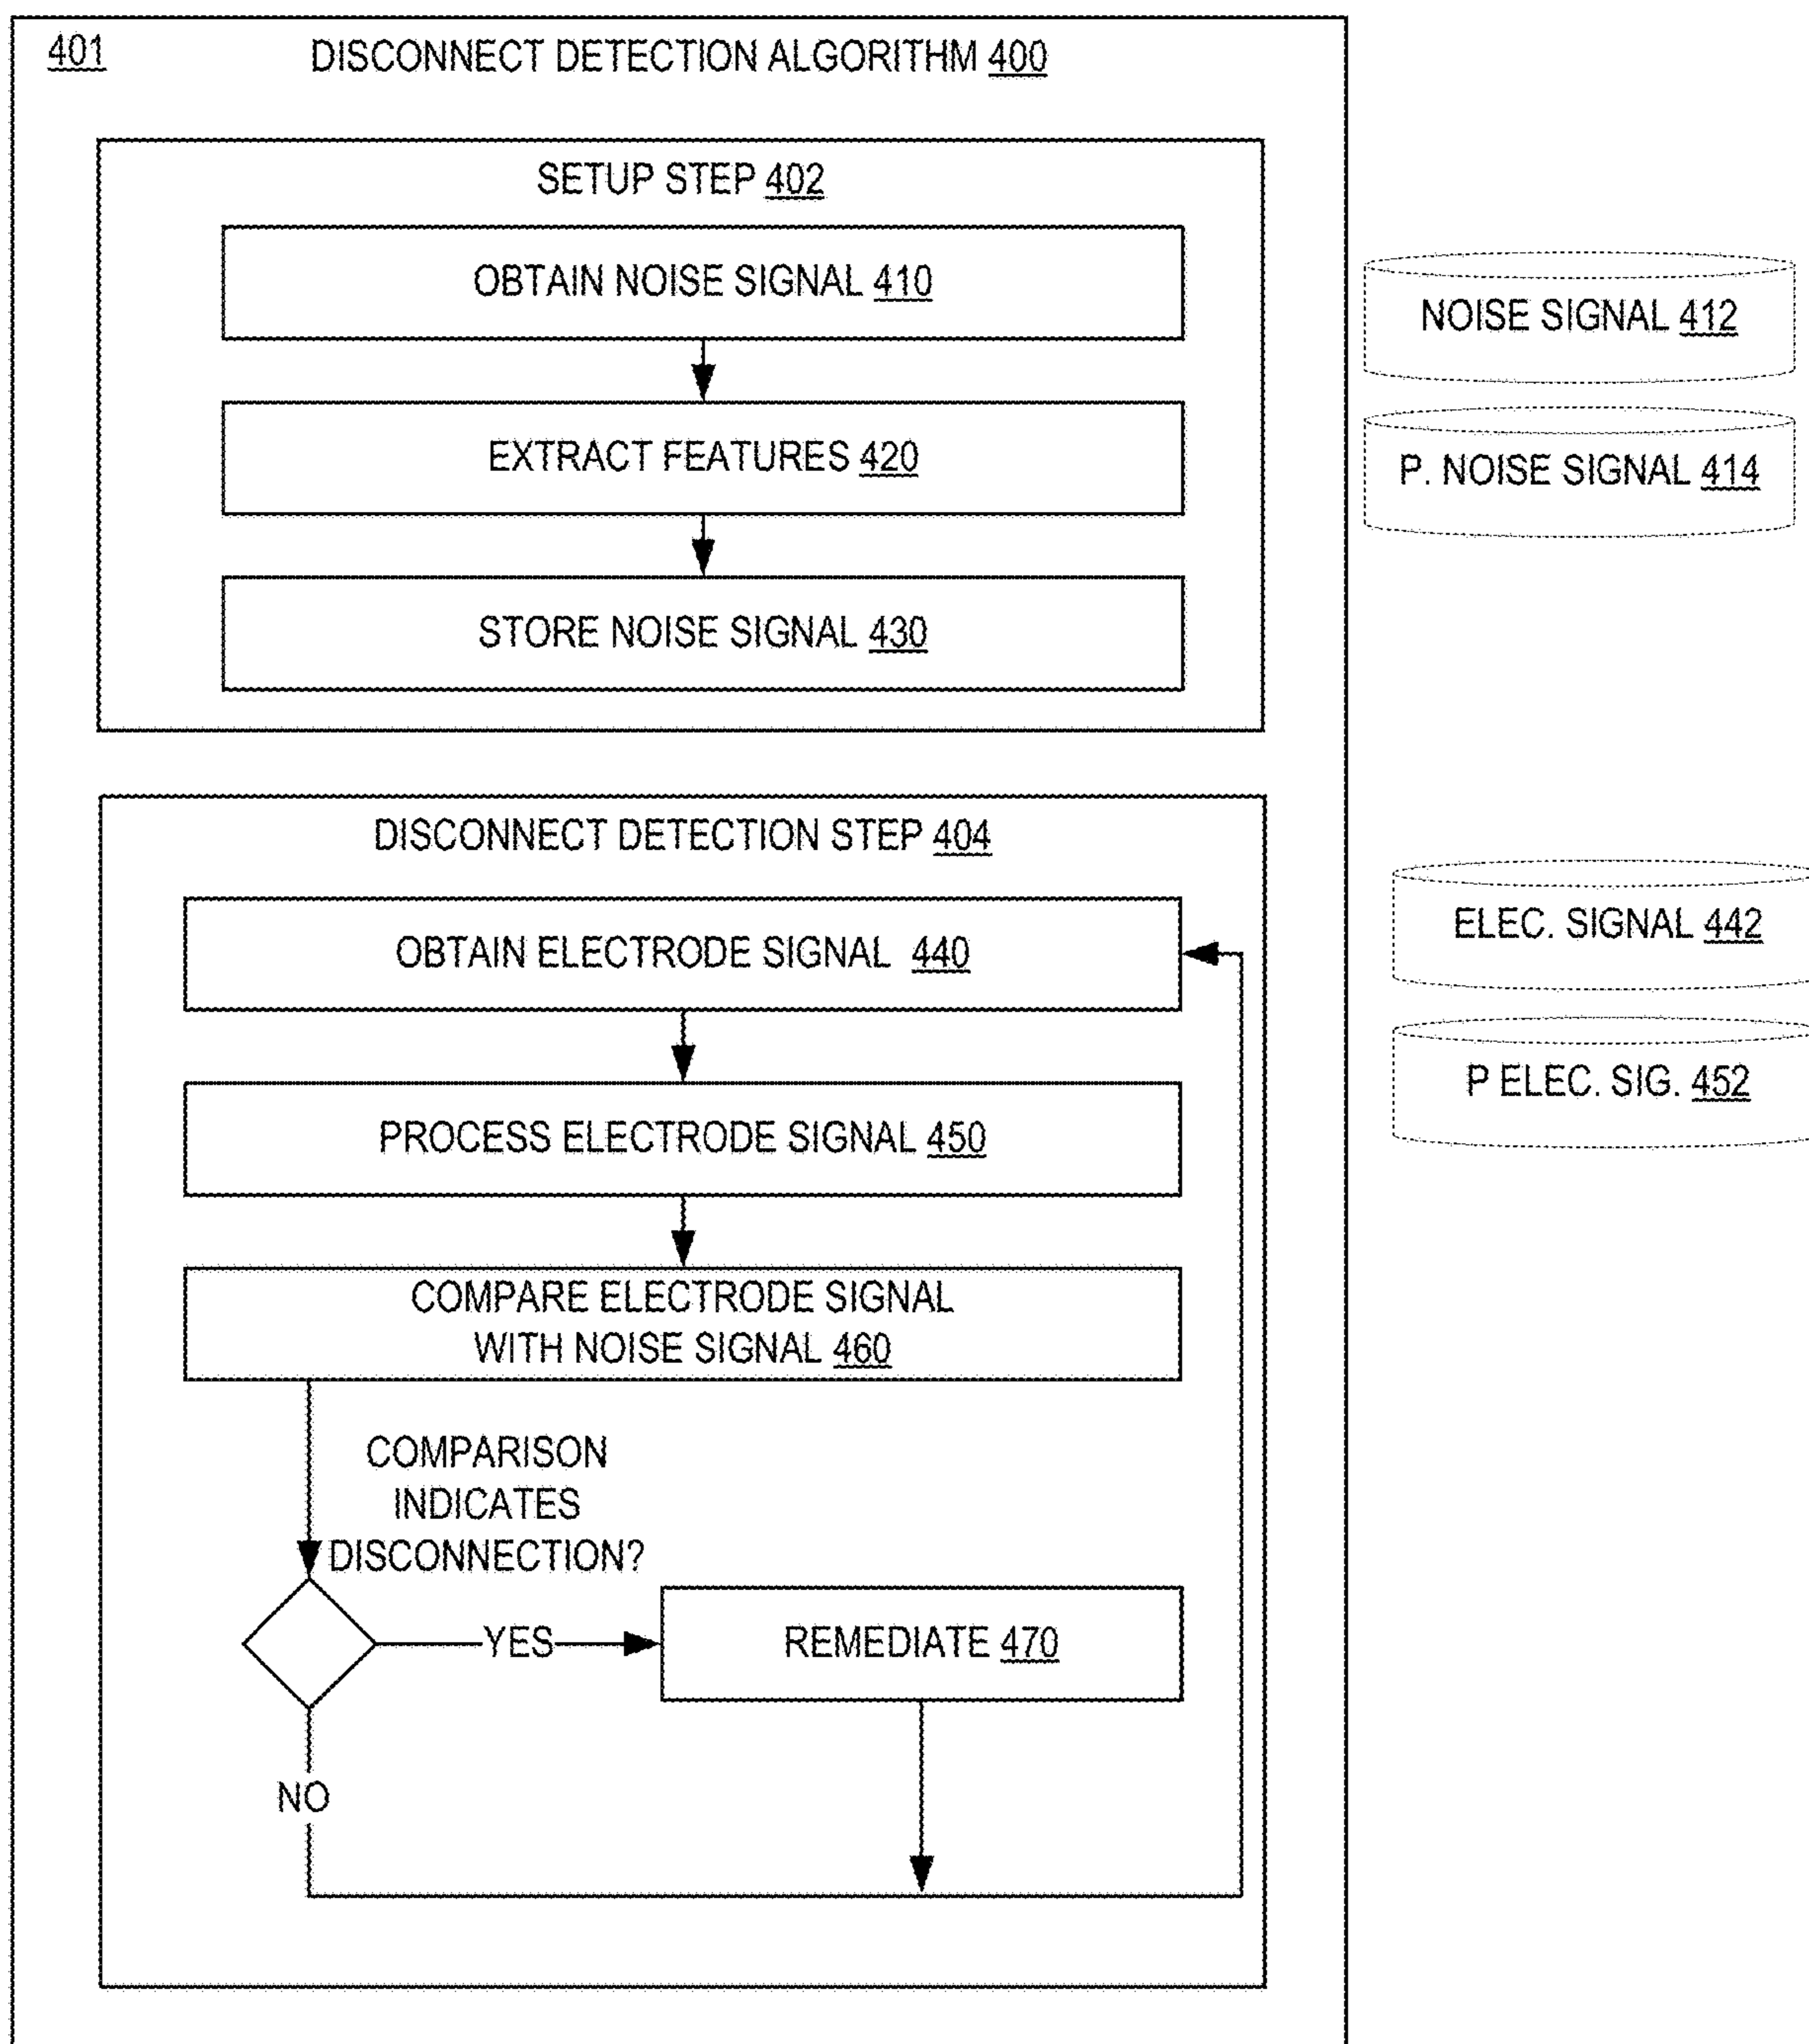 401 DISCONNECT DETECTION ALGORITHM 400
SETUP STEP 402
OBTAIN NOISE SIGNAL 410
NOISE SIGNAL 412
EXTRACT FEATURES 420
P. NOISE SIGNAL 414
STORE NOISE SIGNAL 430
DISCONNECT DETECTION STEP 404
OBTAIN ELECTRODE SIGNAL 440
ELEC. SIGNAL 442
PROCESS ELECTRODE SIGNAL 450
P ELEC. SIG. 452
COMPARE ELECTRODE SIGNAL
WITH NOISE SIGNAL 460
COMPARISON
INDICATES
DISCONNECTION?
YES
REMEDIATE 470
NO